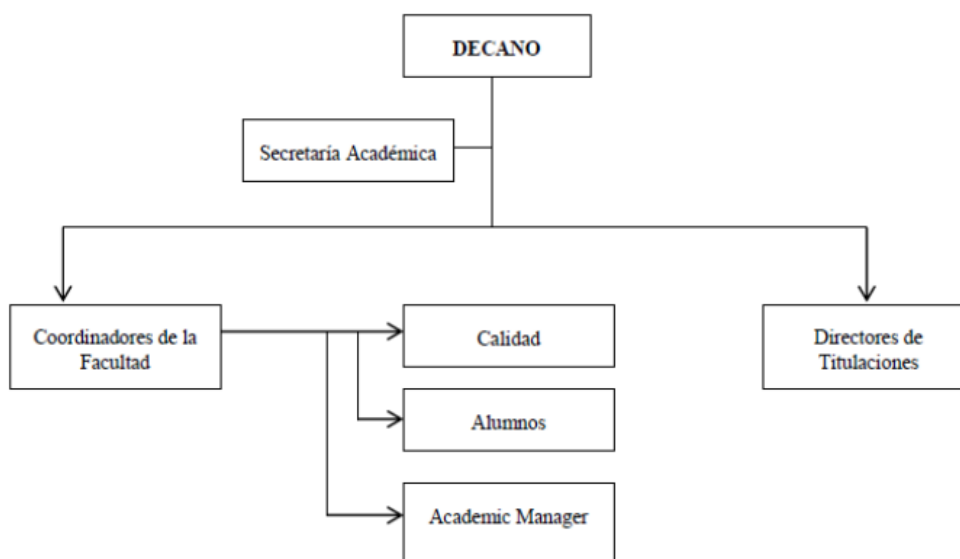 DECANO
Secretaría Académica
Coordinadores de la
Facultad
Calidad
Directores de
Titulaciones
Alumnos
Academic Manager